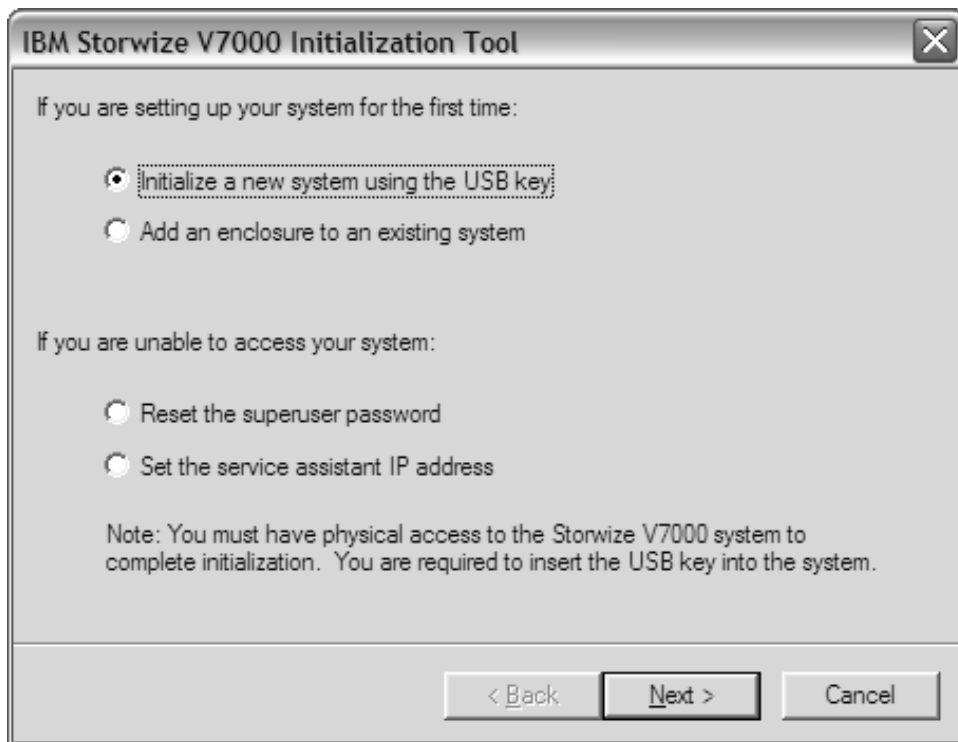 IBM Storwize V7000 Initialization Tool
If you are setting up your system for the first time:
Initialize a new system using the USB key
Add an enclosure to an existing system
If you are unable to access your system:
Reset the superuser password
Set the service assistant IP address
Note: You must have physical access to the Storwize V7000 system to
complete initialization. You are required to insert the USB key into the system.
< Back Next > Cancel